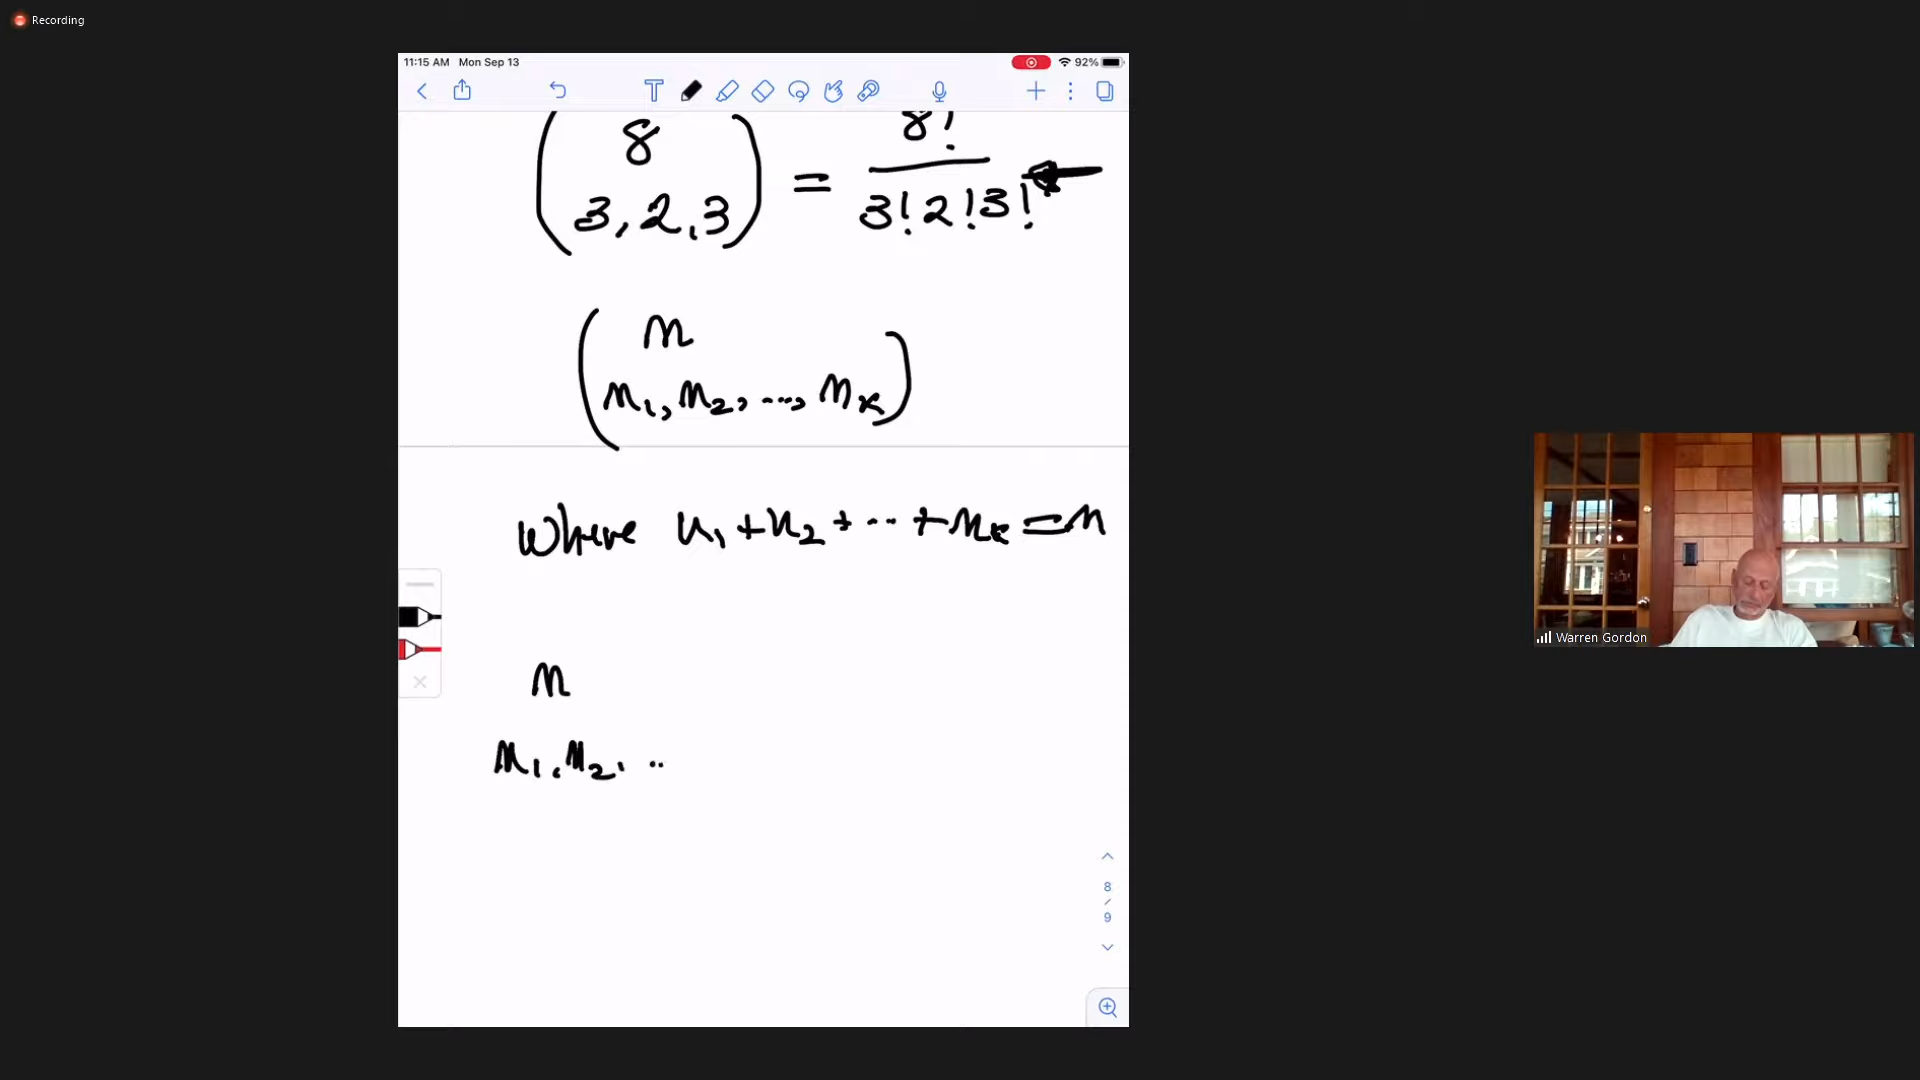 Recording
11:15 AM Mon Sep 13 92%
T
( 8 ) = 8!
( 3, 2, 3 ) 3! 2! 3! ←
( n )
( n₁, n₂, ..., nₖ )
Where n₁ + n₂ + ... + nₖ = n
n
n₁, n₂, ..
8
/
9
Warren Gordon